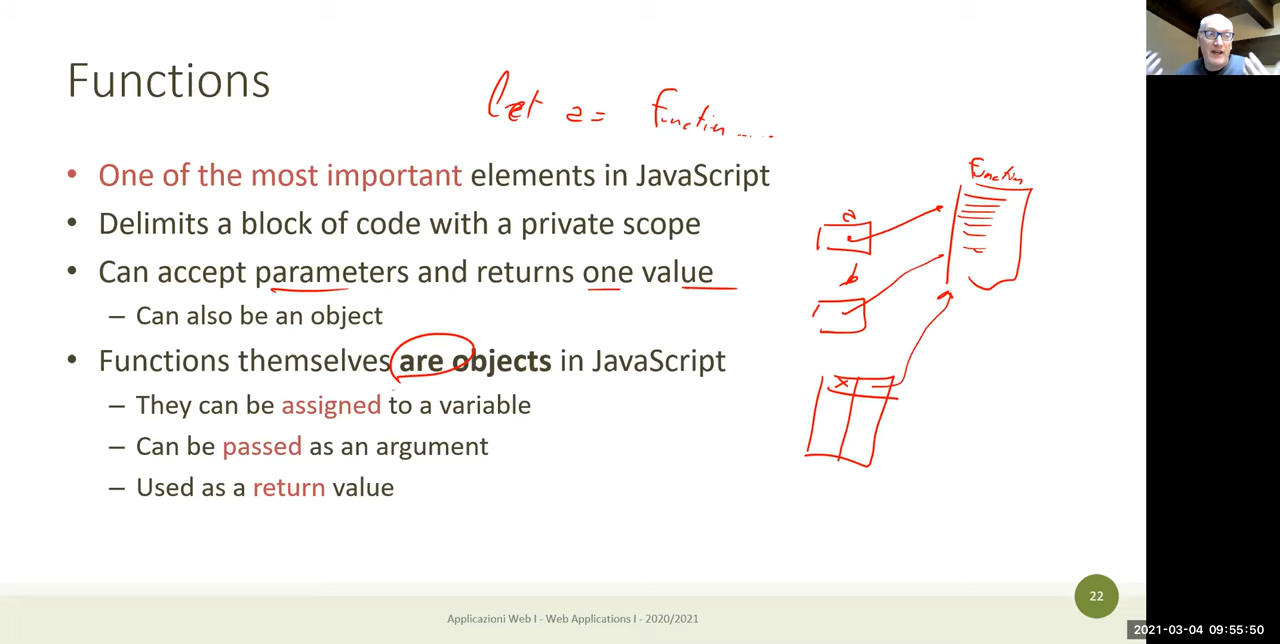 Functions
let a = Function ....
• One of the most important elements in JavaScript
• Delimits a block of code with a private scope
• Can accept parameters and returns one value
– Can also be an object
• Functions themselves are objects in JavaScript
– They can be assigned to a variable
– Can be passed as an argument
– Used as a return value
Function
a
b
x
22
Applicazioni Web I - Web Applications I - 2020/2021
2021-03-04 09:55:50